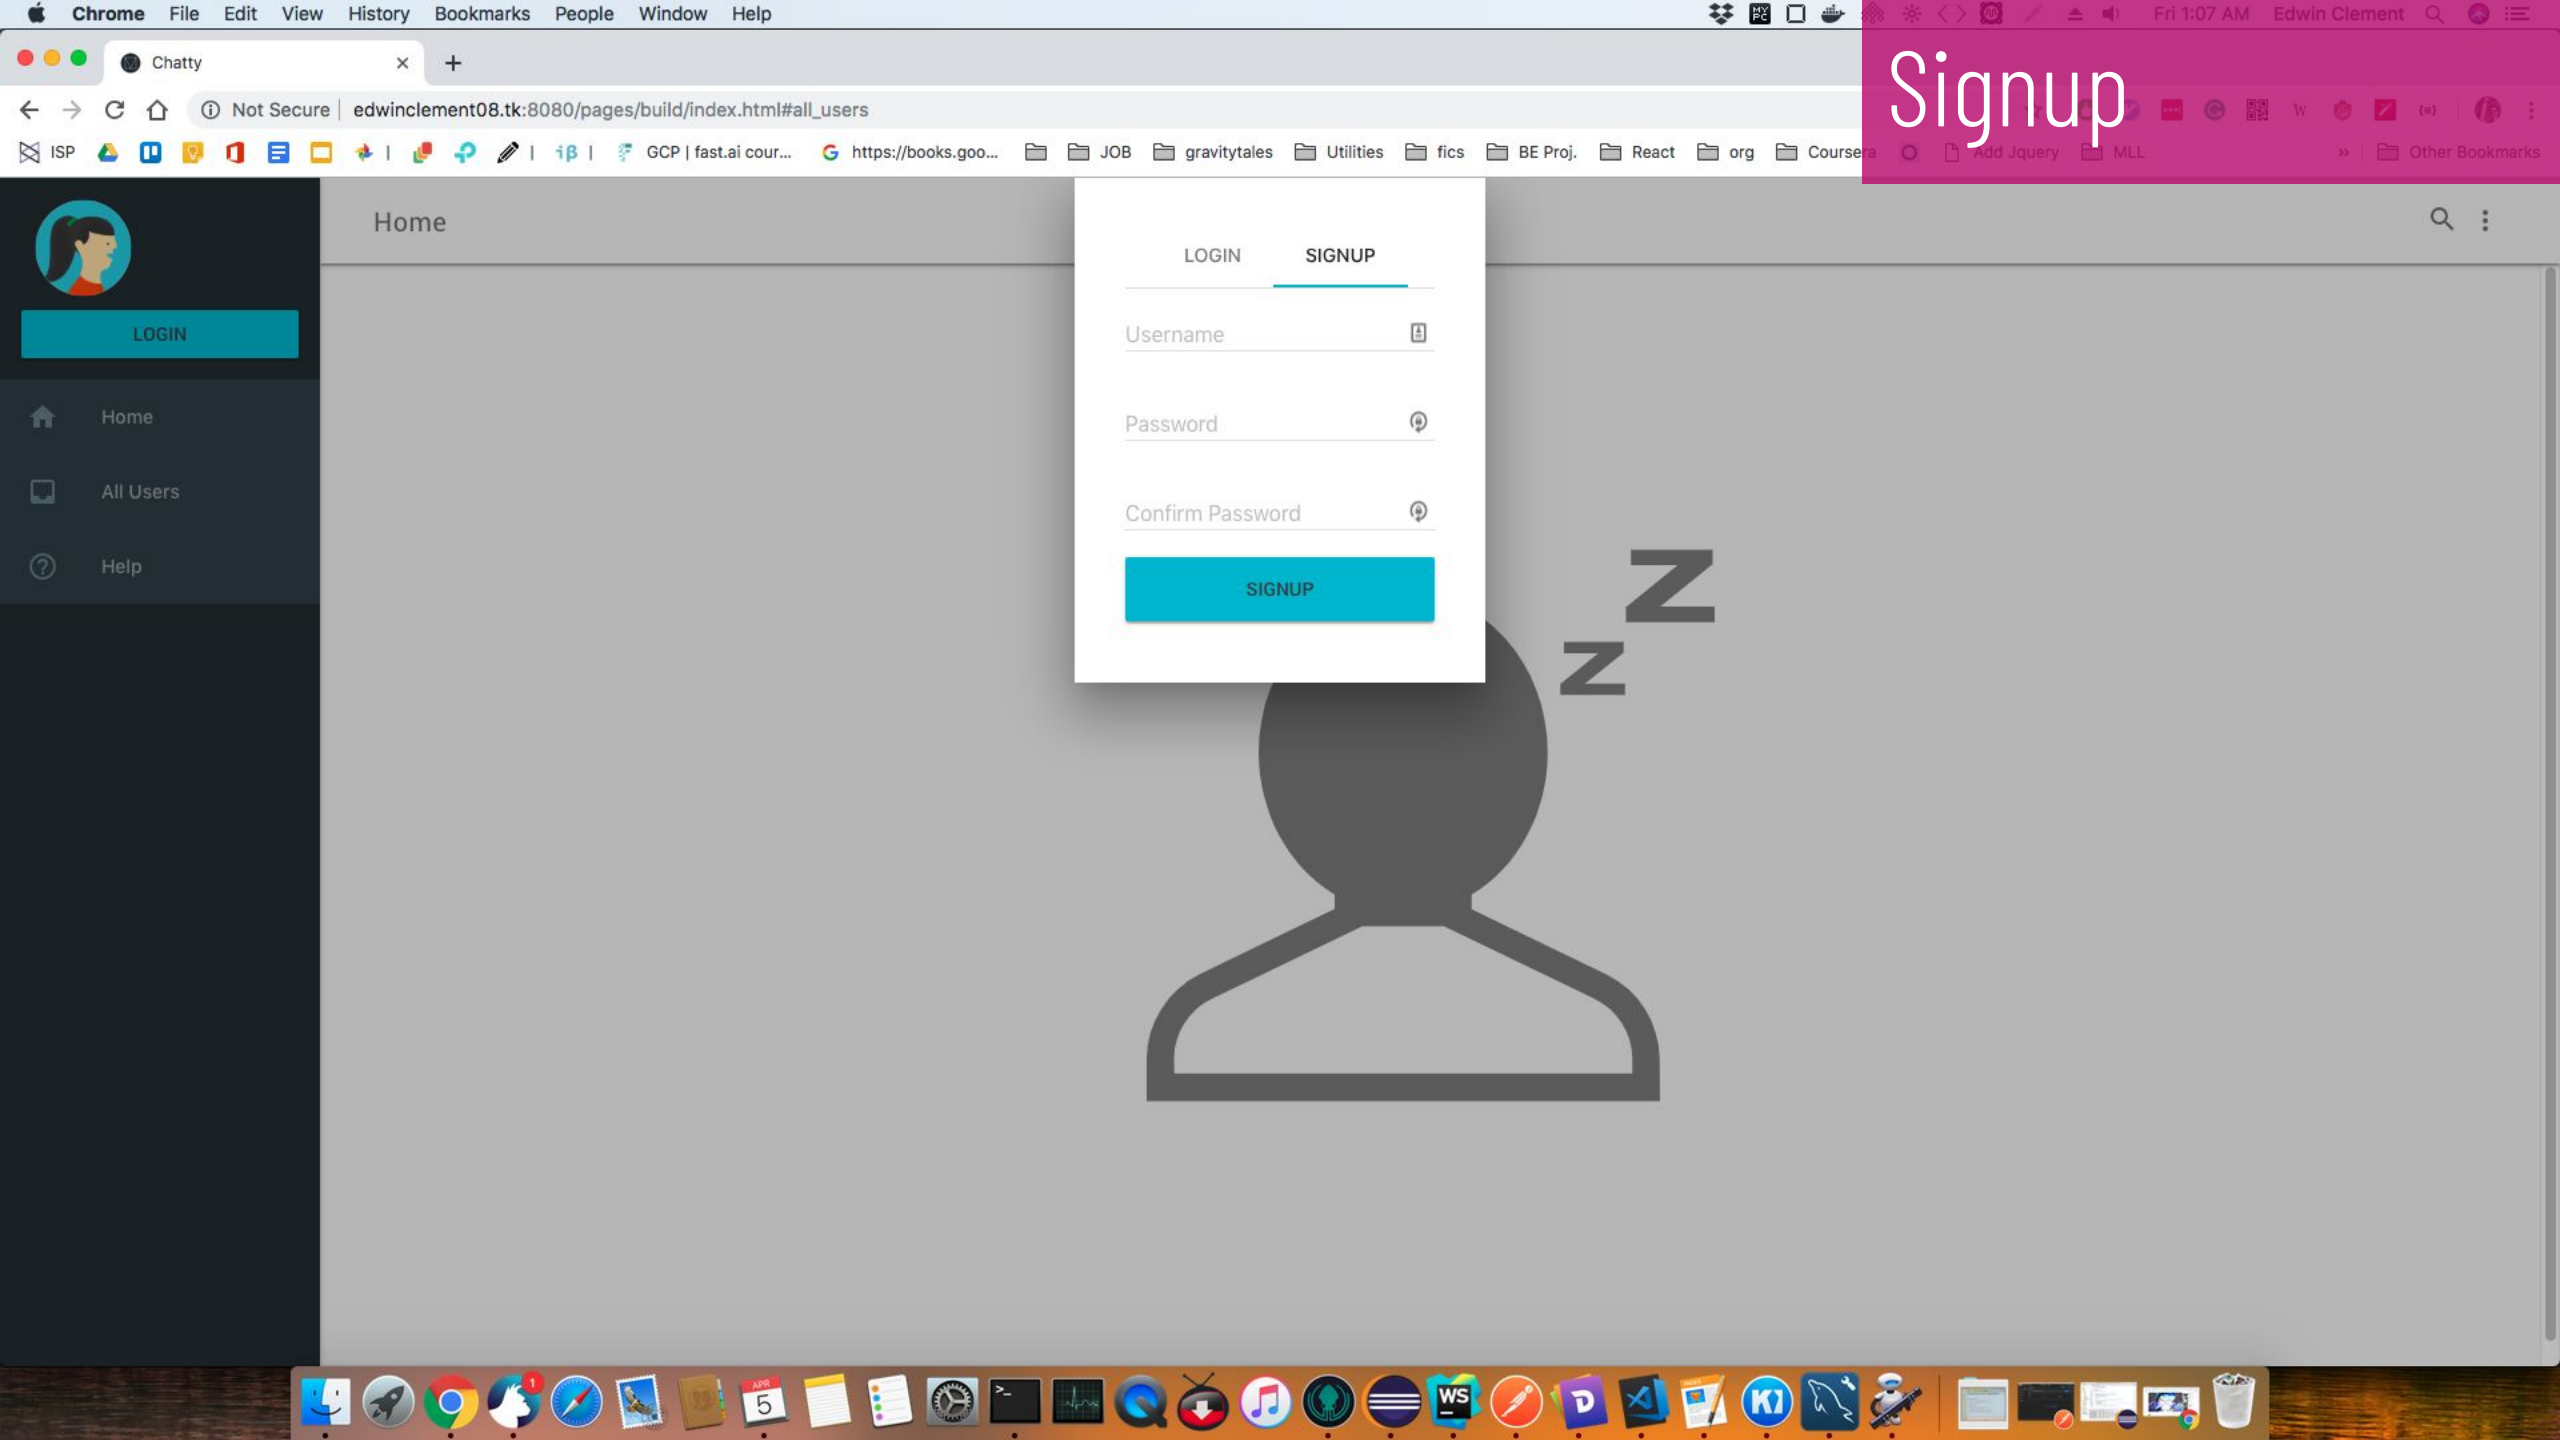 Chrome File Edit View History Bookmarks People Window Help Fri 1:07 AM Edwin Clement
Chatty
Signup
Not Secure edwinclement08.tk:8080/pages/build/index.html#all_users
ISP GCP | fast.ai cour... https://books.goo... JOB gravitytales Utilities fics BE Proj. React org Coursera Add Jquery MLL Other Bookmarks
Home
LOGIN SIGNUP
LOGIN
Username
Home
Password
All Users
Confirm Password
Help
SIGNUP
z
z
APR
5
WS